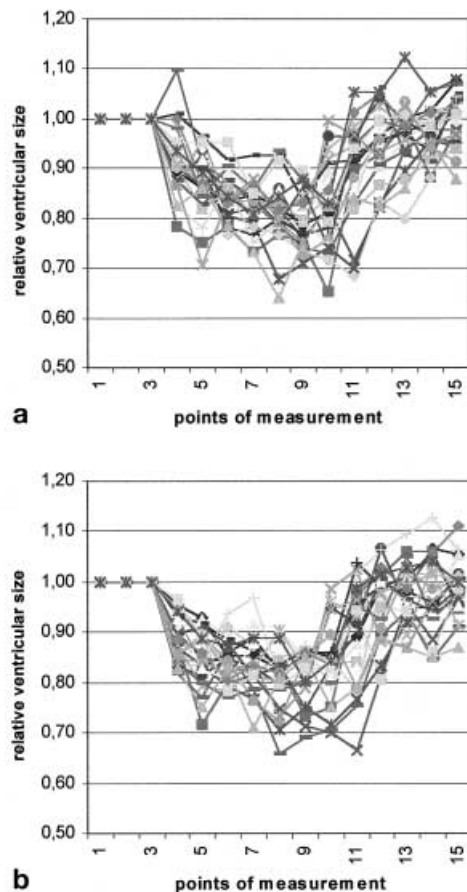 1,20
1,10
1,00
0,90
0,80
0,70
0,60
0,50
relative ventricular size
1 3 5 7 9 11 13 15
points of measurement
a
1,20
1,10
1,00
0,90
0,80
0,70
0,60
0,50
relative ventricular size
1 3 5 7 9 11 13 15
points of measurement
b